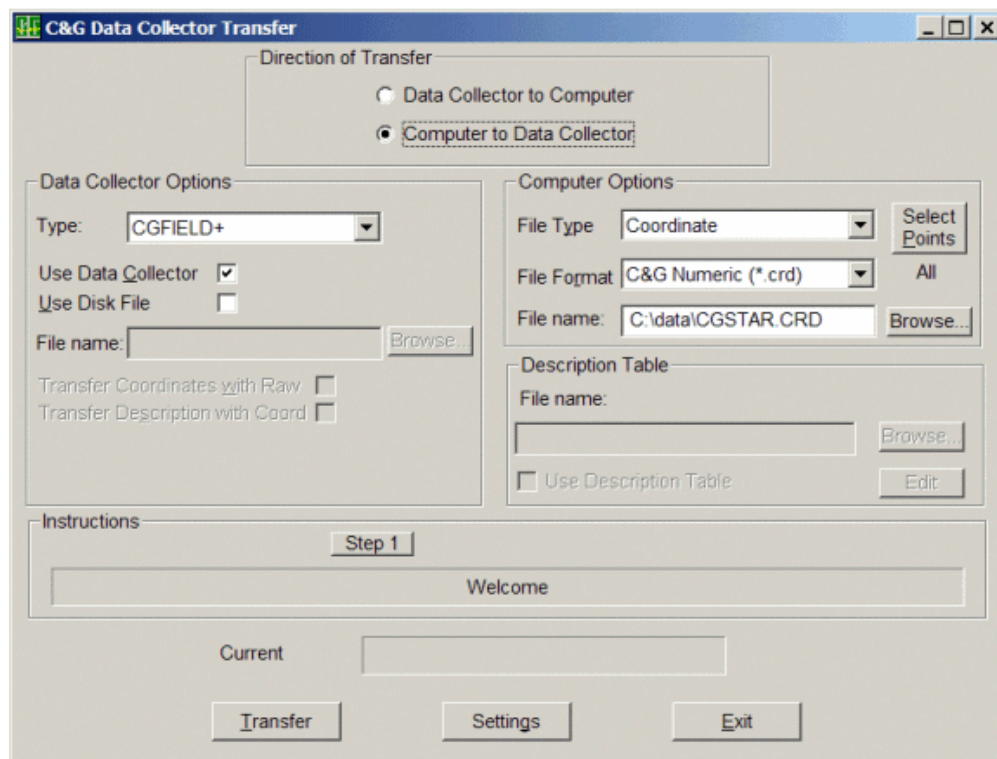 C&G Data Collector Transfer
Direction of Transfer
Data Collector to Computer
Computer to Data Collector
Data Collector Options
Type: CGFIELD+
Use Data Collector
Use Disk File
File name: Browse...
Transfer Coordinates with Raw
Transfer Description with Coord
Computer Options
File Type Coordinate
Select Points
File Format C&G Numeric (*.crd)
All
File name: C:\data\CGSTAR.CRD Browse...
Description Table
File name:
Browse...
Use Description Table Edit
Instructions
Step 1
Welcome
Current
Transfer Settings Exit